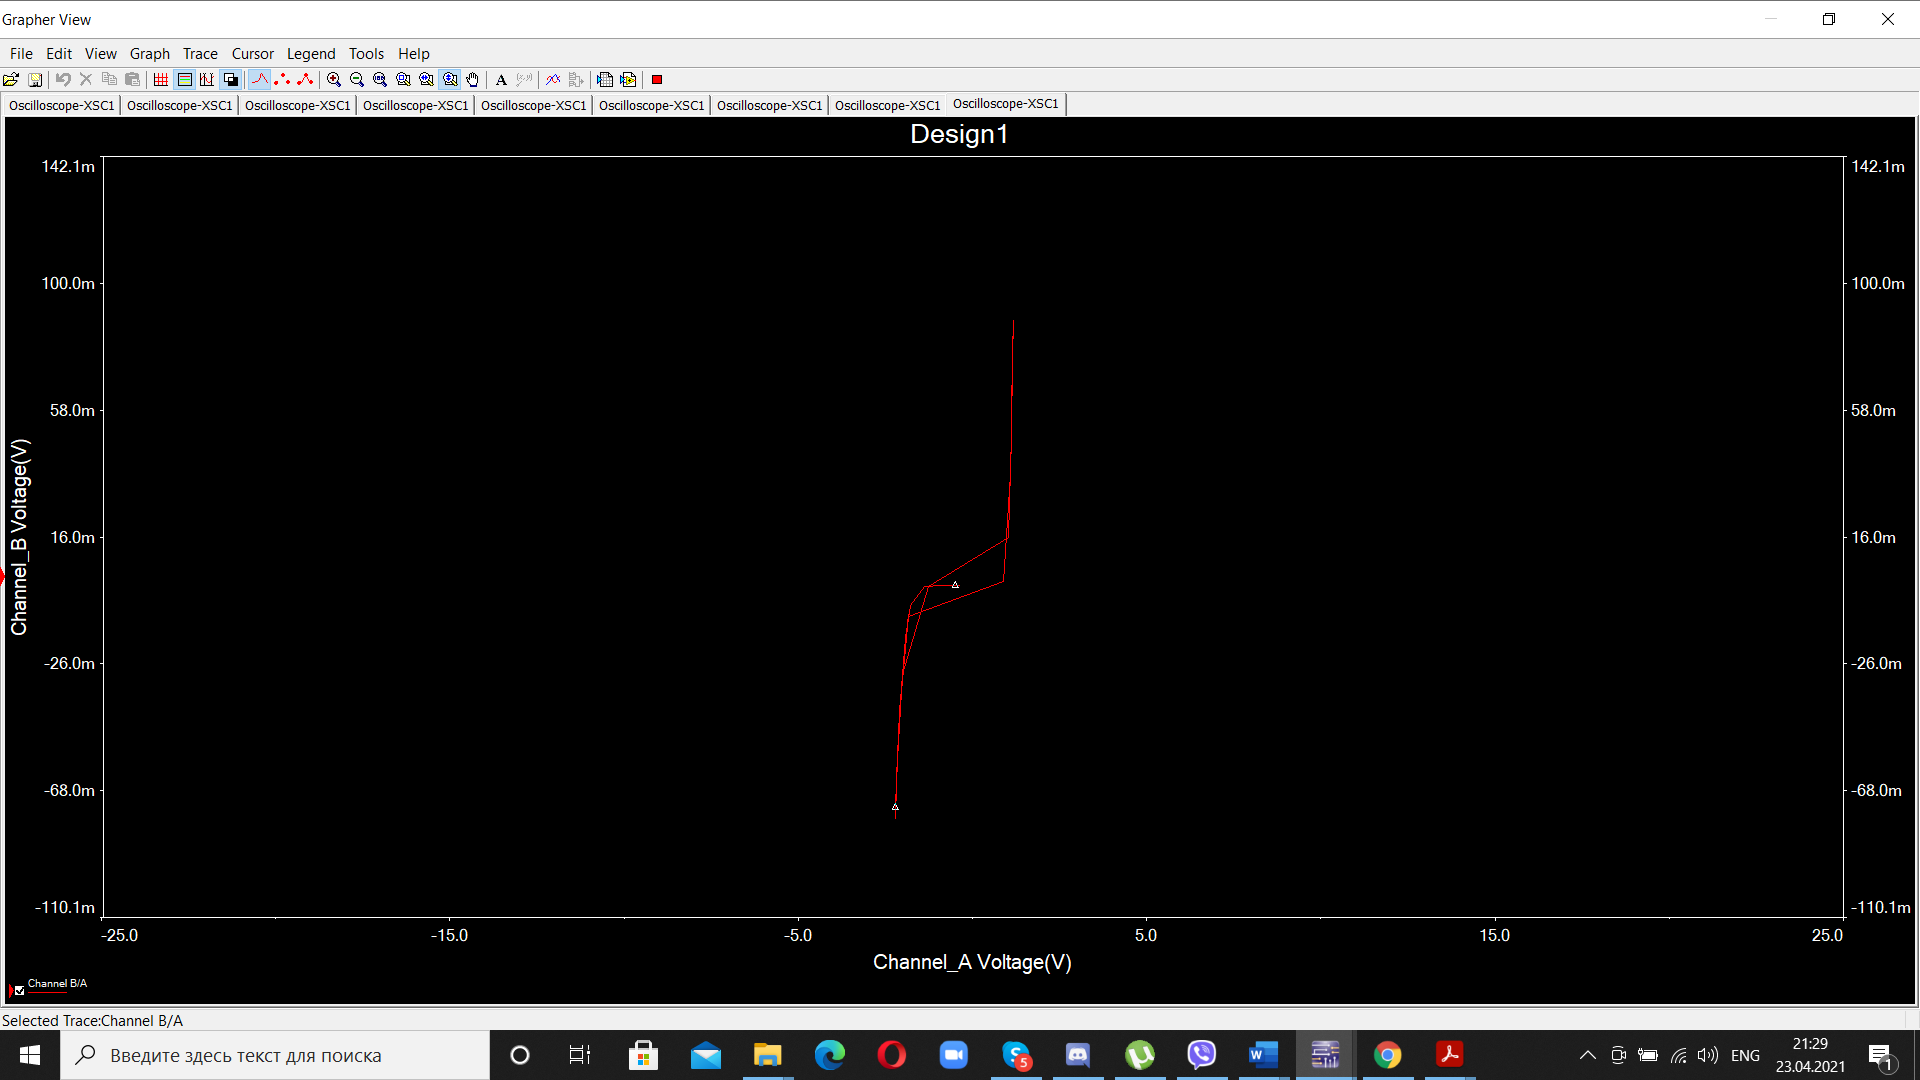 Grapher View
File Edit View Graph Trace Cursor Legend Tools Help
Oscilloscope-XSC1 Oscilloscope-XSC1 Oscilloscope-XSC1 Oscilloscope-XSC1 Oscilloscope-XSC1 Oscilloscope-XSC1 Oscilloscope-XSC1 Oscilloscope-XSC1 Oscilloscope-XSC1
Design1
142.1m 142.1m
100.0m 100.0m
58.0m 58.0m
Channel_B Voltage(V)
16.0m 16.0m
-26.0m -26.0m
-68.0m -68.0m
-110.1m -110.1m
-25.0 -15.0 -5.0 5.0 15.0 25.0
Channel_A Voltage(V)
Channel B/A
Selected Trace:Channel B/A
Введите здесь текст для поиска
5
ENG
21:29
23.04.2021
1